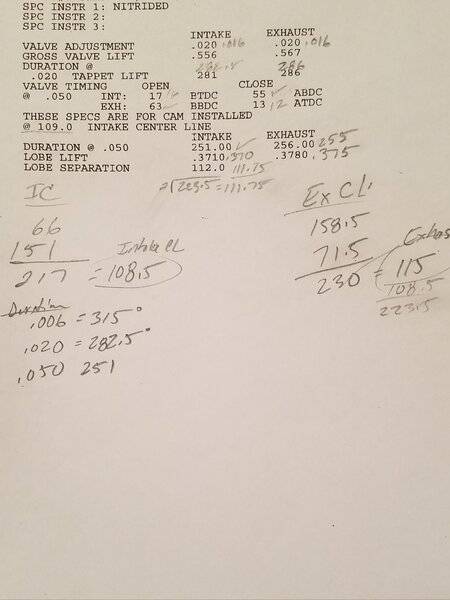 SPC INSTR 1: NITRIDED
SPC INSTR 2:
SPC INSTR 3:
INTAKE EXHAUST
VALVE ADJUSTMENT .020 .016 .020 .016
GROSS VALVE LIFT .556 .567
DURATION @ 282.5 286
.020 TAPPET LIFT 281 286
VALVE TIMING OPEN CLOSE
@ .050 INT: 17 BTDC 55 ABDC
EXH: 63 BBDC 13 12 ATDC
THESE SPECS ARE FOR CAM INSTALLED
@ 109.0 INTAKE CENTER LINE
INTAKE EXHAUST
DURATION @ .050 251.00 256.00 255
LOBE LIFT .3710 .370 .3780 .375
LOBE SEPARATION 112.0 111.75
2 223.5 = 111.75
IC
66
151
217 = 108.5
Intake CL
Ex CL
158.5
71.5
230 = 115
Exhaus
108.5
223.5
Duration
.006 = 315°
.020 = 282.5°
.050 251